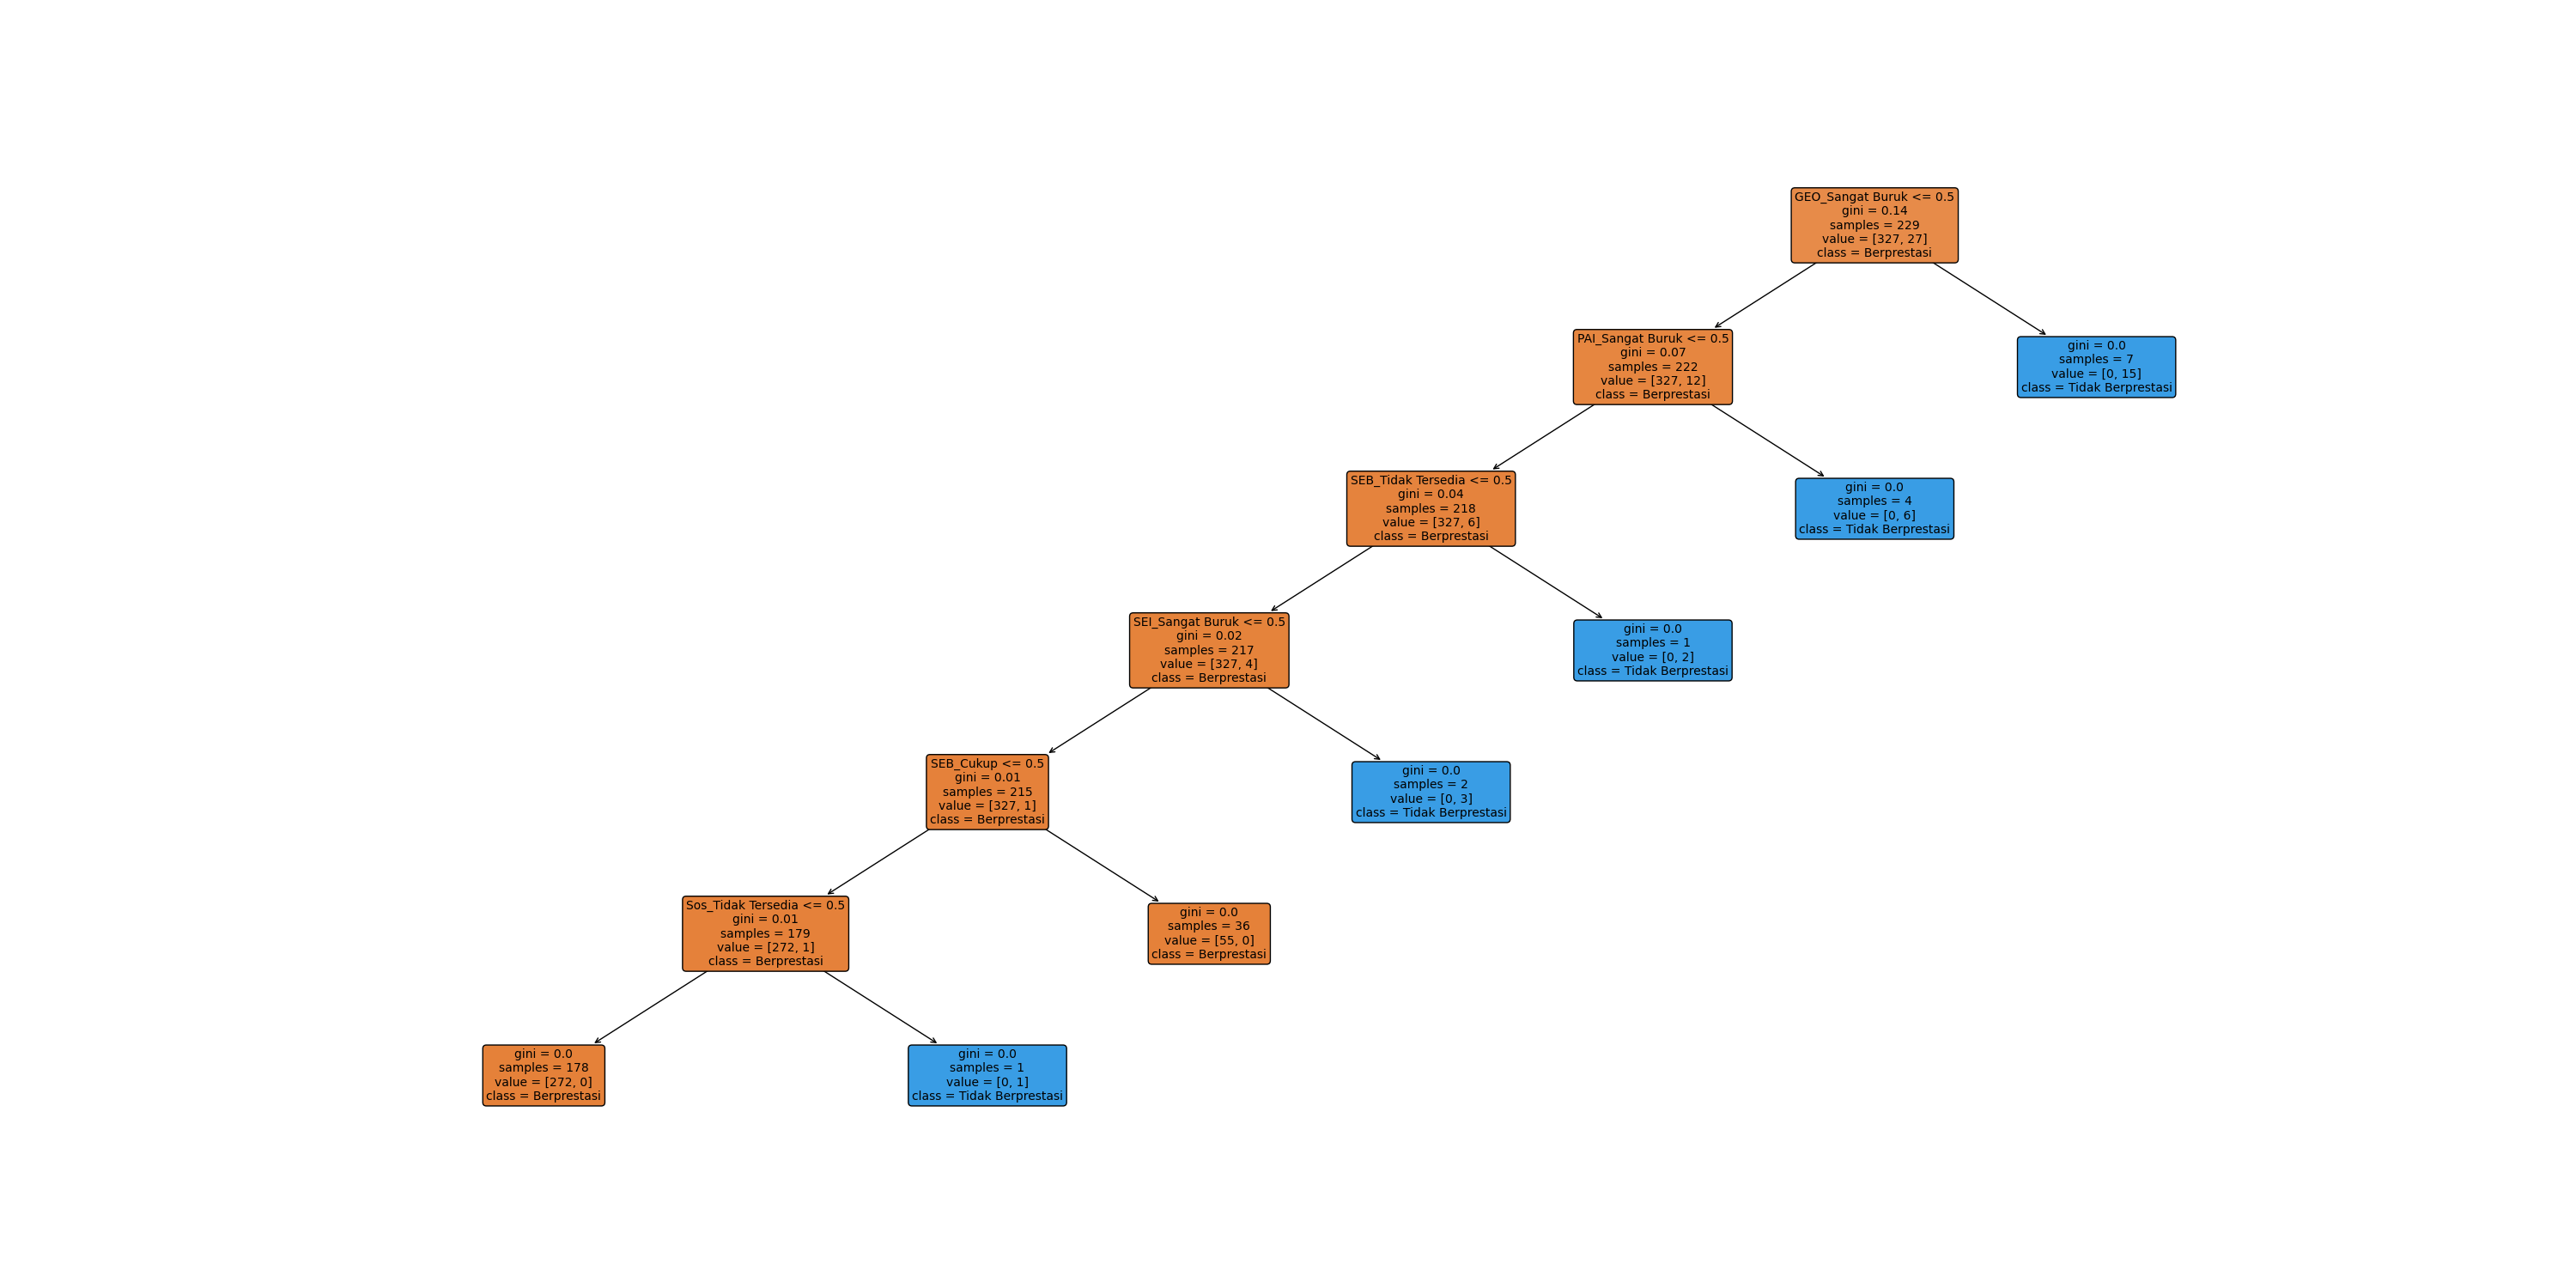 GEO_Sangat Buruk <= 0.5
gini = 0.14
samples = 229
value = [327, 27]
class = Berprestasi
PAI_Sangat Buruk <= 0.5
gini = 0.07
samples = 222
value = [327, 12]
class = Berprestasi
gini = 0.0
samples = 7
value = [0, 15]
class = Tidak Berprestasi
SEB_Tidak Tersedia <= 0.5
gini = 0.04
samples = 218
value = [327, 6]
class = Berprestasi
gini = 0.0
samples = 4
value = [0, 6]
class = Tidak Berprestasi
SEI_Sangat Buruk <= 0.5
gini = 0.02
samples = 217
value = [327, 4]
class = Berprestasi
gini = 0.0
samples = 1
value = [0, 2]
class = Tidak Berprestasi
SEB_Cukup <= 0.5
gini = 0.01
samples = 215
value = [327, 1]
class = Berprestasi
gini = 0.0
samples = 2
value = [0, 3]
class = Tidak Berprestasi
Sos_Tidak Tersedia <= 0.5
gini = 0.01
samples = 179
value = [272, 1]
class = Berprestasi
gini = 0.0
samples = 36
value = [55, 0]
class = Berprestasi
gini = 0.0
samples = 178
value = [272, 0]
class = Berprestasi
gini = 0.0
samples = 1
value = [0, 1]
class = Tidak Berprestasi